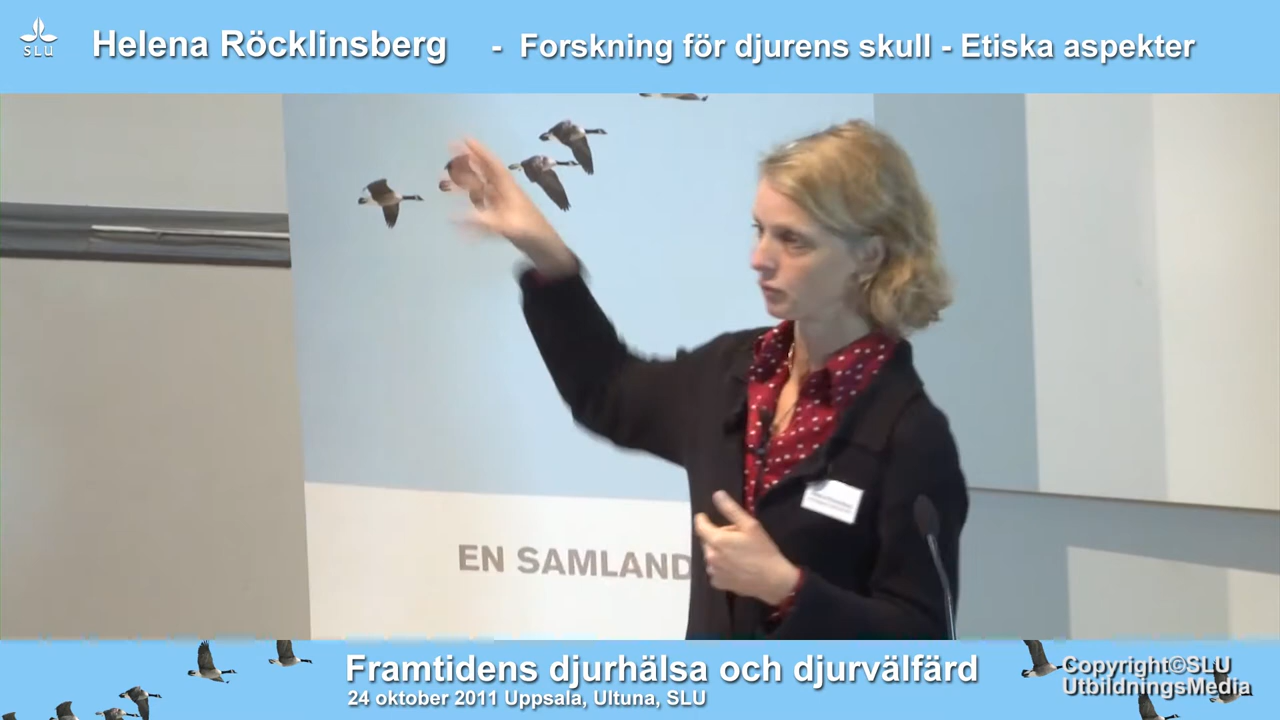 SLU
Helena Röcklinsberg - Forskning för djurens skull - Etiska aspekter
EN SAMLAND
Framtidens djurhälsa och djurvälfärd
24 oktober 2011 Uppsala, Ultuna, SLU
Copyright©SLU
UtbildningsMedia